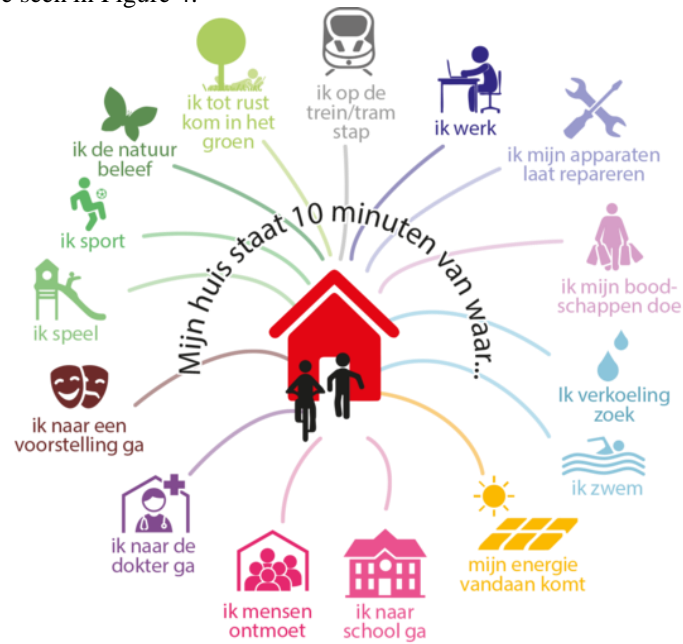 e seen in Figure 4.
ik tot rust
kom in het
groen
ik op de
trein/tram
stap
ik werk
ik mijn apparaten
laat repareren
ik de natuur
beleef
ik sport
ik speel
ik naar een
voorstelling ga
ik naar de
dokter ga
ik mensen
ontmoet
ik naar
school ga
mijn energie
vandaan komt
ik zwem
Ik verkoeling
zoek
ik mijn bood-
schappen doe
Mijn huis staat 10 minuten van waar...